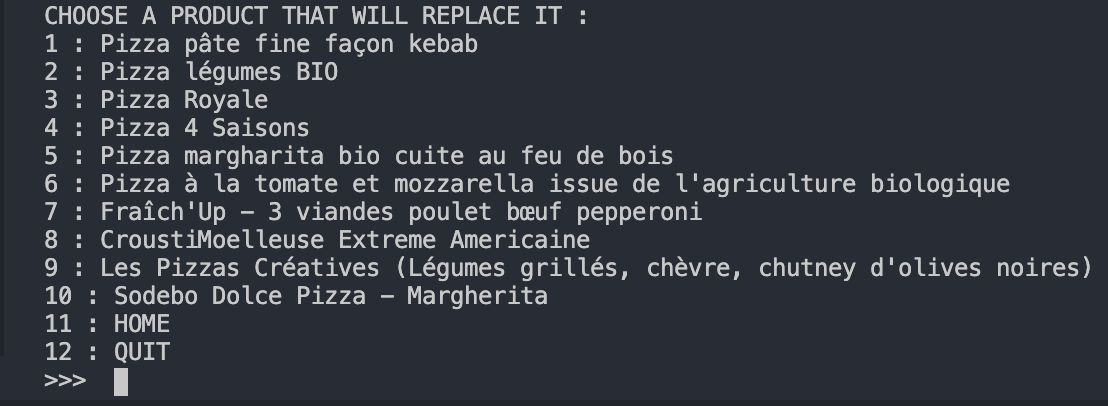 CHOOSE A PRODUCT THAT WILL REPLACE IT :
1 : Pizza pâte fine façon kebab
2 : Pizza légumes BIO
3 : Pizza Royale
4 : Pizza 4 Saisons
5 : Pizza margharita bio cuite au feu de bois
6 : Pizza à la tomate et mozzarella issue de l'agriculture biologique
7 : Fraîch'Up – 3 viandes poulet bœuf pepperoni
8 : CroustiMoelleuse Extreme Americaine
9 : Les Pizzas Créatives (Légumes grillés, chèvre, chutney d'olives noires)
10 : Sodebo Dolce Pizza – Margherita
11 : HOME
12 : QUIT
>>>